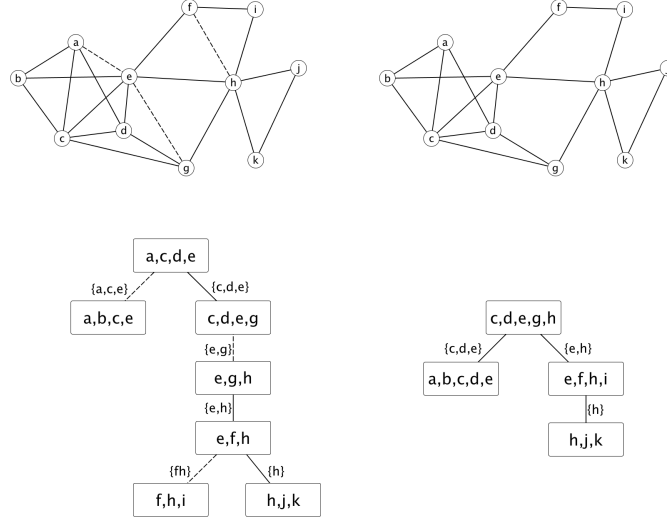 f
i
a
j
b
e
h
d
c
k
g
f
i
a
b
e
h
d
c
k
g
a,c,d,e
{a,c,e}
{c,d,e}
a,b,c,e
c,d,e,g
{e,g}
e,g,h
{e,h}
e,f,h
{fh}
{h}
f,h,i
h,j,k
c,d,e,g,h
{c,d,e}
{e,h}
a,b,c,d,e
e,f,h,i
{h}
h,j,k